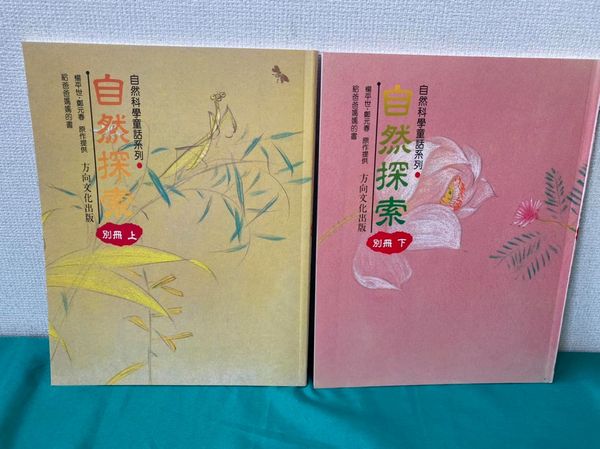 自然科學童話系列
自然探索
楊平世・鄭元春 原作提供
給爸爸媽媽的書
方向文化出版
別冊 上
自然科學童話系列
自然探索
楊平世・鄭元春 原作提供
給爸爸媽媽的書
方向文化出版
別冊 下